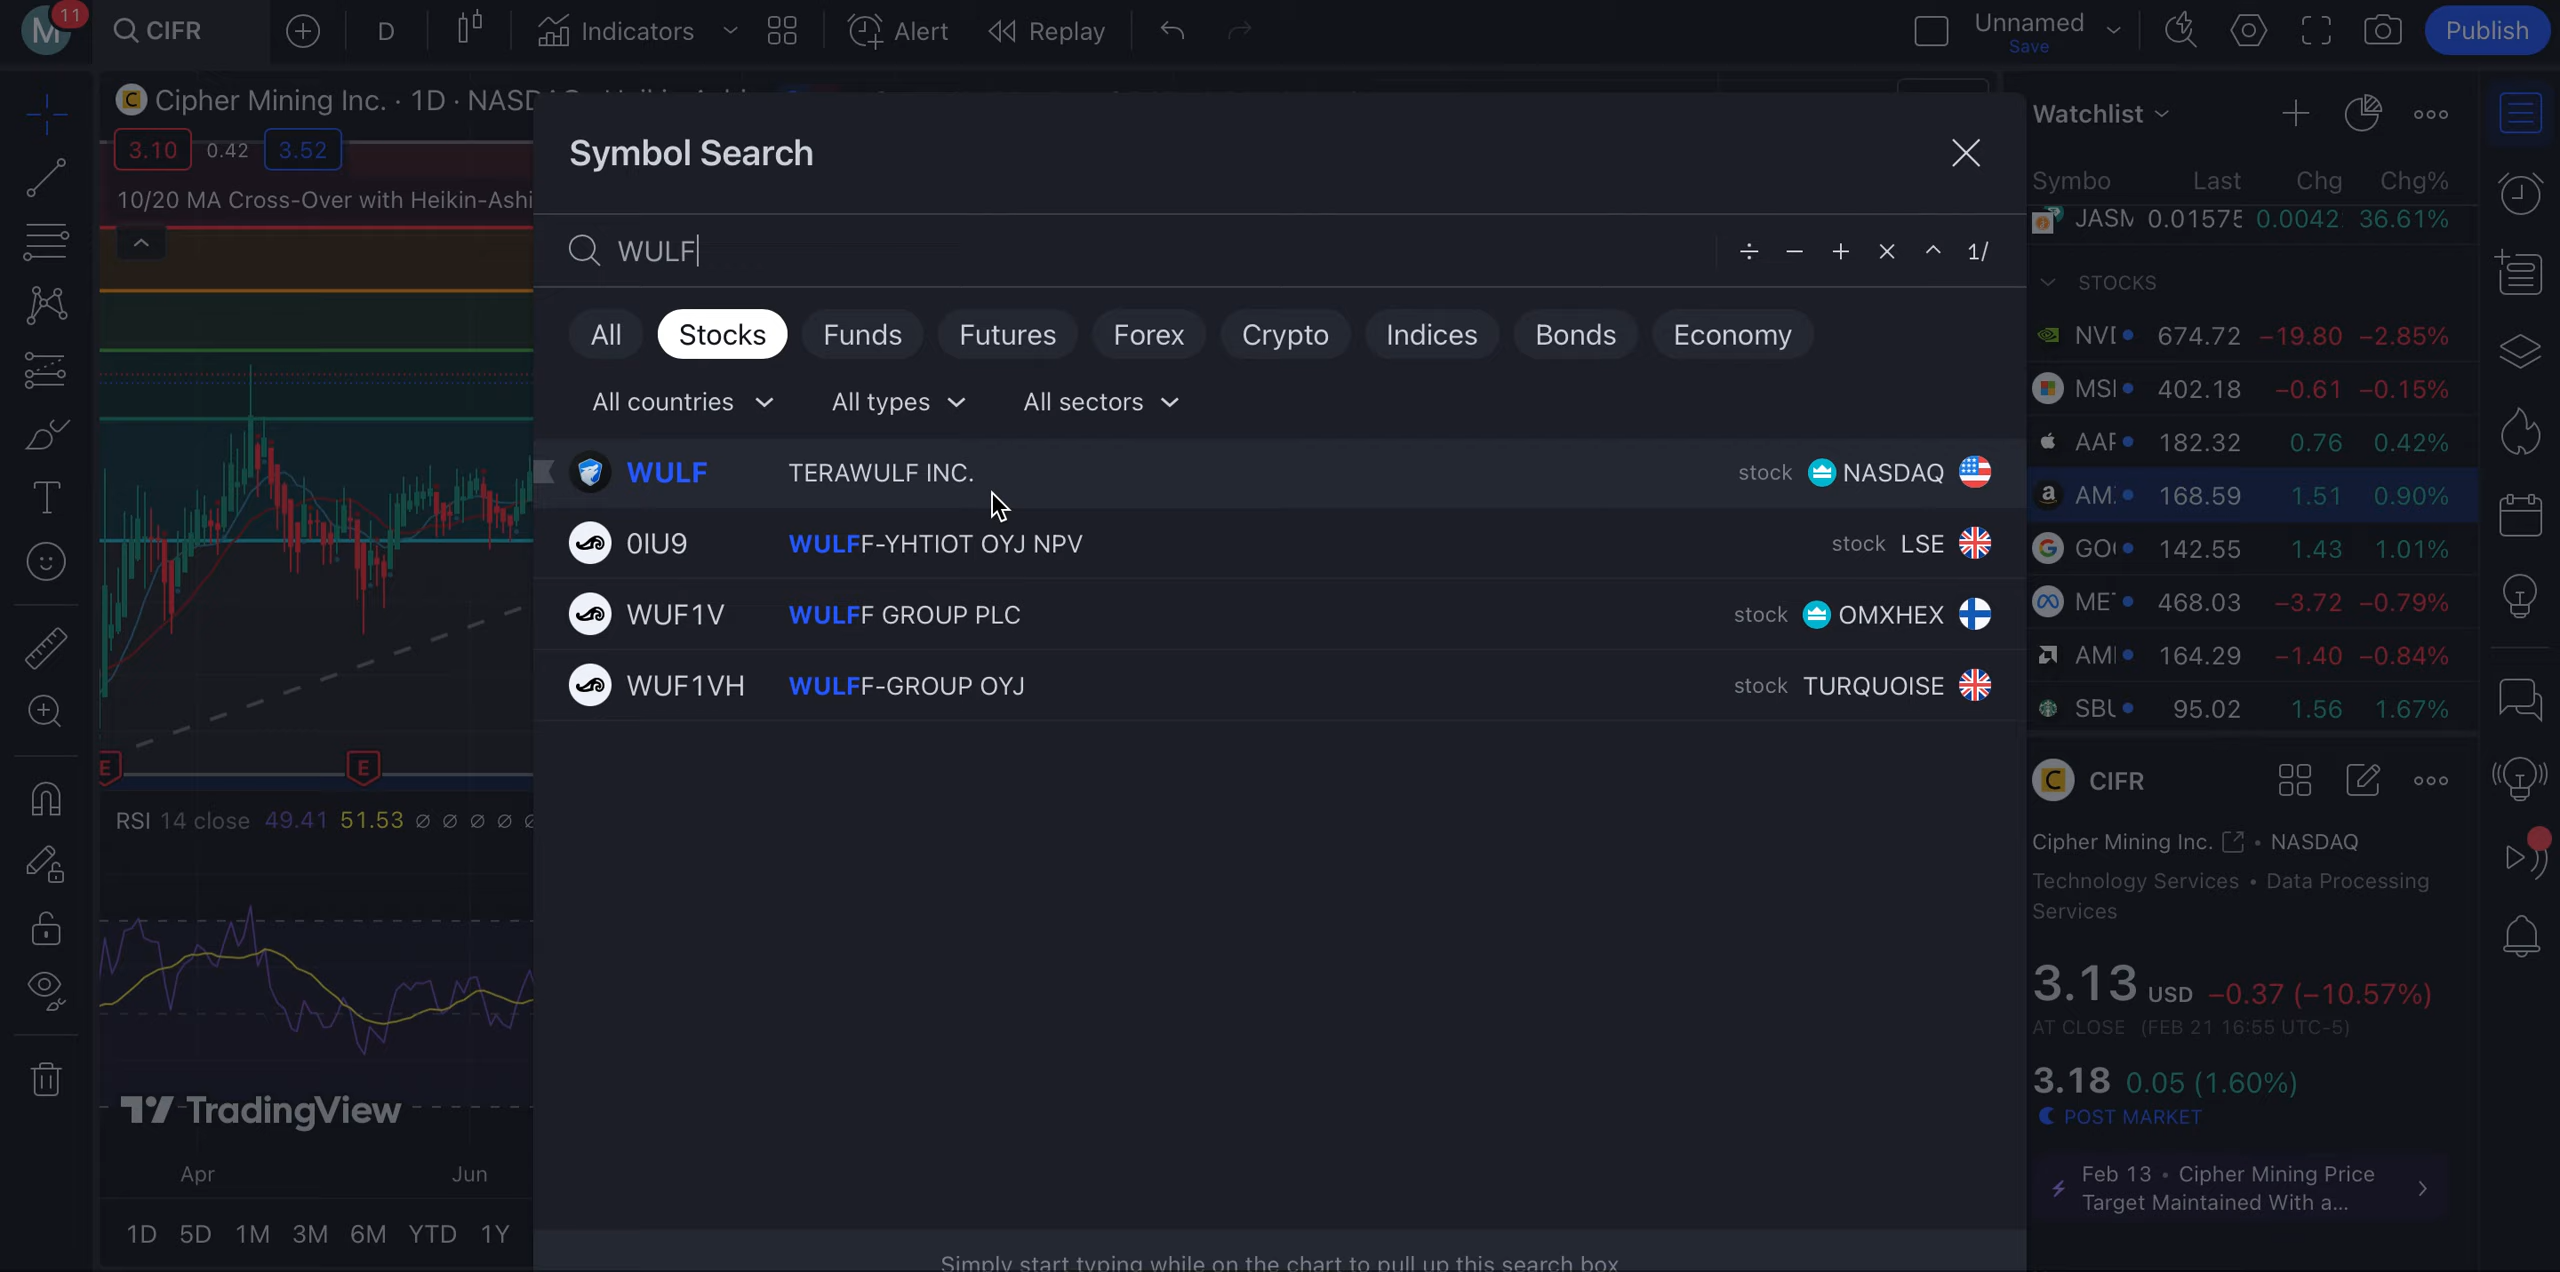 M 11 CIFR D Indicators Alert Replay Unnamed Save Publish
Cipher Mining Inc. · 1D ·
3.10 0.42 3.52
10/20 MA Cross-Over with Heikin-Ashi
E E
RSI 14 close 49.41 51.53 ∅ ∅ ∅ ∅
TradingView
Apr Jun
1D 5D 1M 3M 6M YTD 1Y
Symbol Search
WULF ÷ − + × ^ 1/
All Stocks Funds Futures Forex Crypto Indices Bonds Economy
All countries All types All sectors
WULF TERAWULF INC. stock NASDAQ
0IU9 WULFF-YHTIOT OYJ NPV stock LSE
WUF1V WULFF GROUP PLC stock OMXHEX
WUF1VH WULFF-GROUP OYJ stock TURQUOISE
Simply start typing while on the chart to pull up this search box
Watchlist
Symbo Last Chg Chg%
JASM 0.01575 0.0042 36.61%
STOCKS
674.72 −19.80 −2.85%
402.18 −0.61 −0.15%
182.32 0.76 0.42%
168.59 1.51 0.90%
142.55 1.43 1.01%
468.03 −3.72 −0.79%
164.29 −1.40 −0.84%
95.02 1.56 1.67%
CIFR
Cipher Mining Inc. • NASDAQ
Technology Services • Data Processing
Services
3.13 USD −0.37 (−10.57%)
AT CLOSE (FEB 21 16:55 UTC-5)
3.18 0.05 (1.60%)
POST MARKET
Feb 13 • Cipher Mining Price
Target Maintained With a...